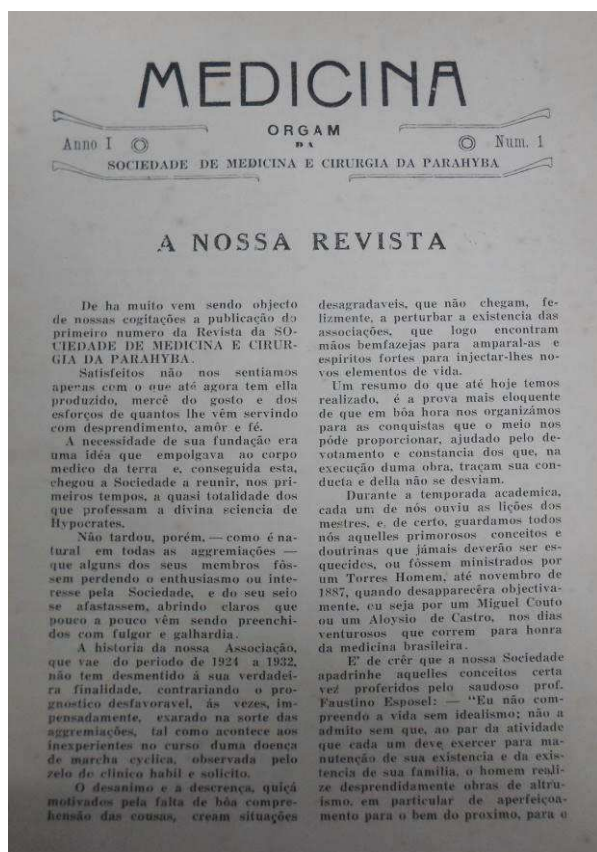 MEDICINA
ORGAM
Anno I
DA
Num. 1
SOCIEDADE DE MEDICINA E CIRURGIA DA PARAHYBA
A NOSSA REVISTA
De ha muito vem sendo objecto
de nossas cogitações a publicação do
primeiro numero da Revista da SO-
CIEDADE DE MEDICINA E CIRUR-
GIA DA PARAHYBA.
Satisfeitos não nos sentiamos
apenas com o que até agora tem ella
produzido, mercê do gosto e dos
esforços de quantos lhe vêm servindo
com desprendimento, amôr e fé.
A necessidade de sua fundação era
uma idéa que empolgava ao corpo
medico da terra e, conseguida esta,
chegou a Sociedade a reunir, nos pri-
meiros tempos, a quasi totalidade dos
que professam a divina sciencia de
Hypocrates.
Não tardou, porém, — como é na-
tural em todas as aggremiações —
que alguns dos seus membros fôs-
sem perdendo o enthusiasmo ou inte-
resse pela Sociedade, e do seu seio
se afastassem, abrindo claros que
pouco a pouco vêm sendo preenchi-
dos com fulgor e galhardia.
A historia da nossa Associação,
que vae do periodo de 1924 a 1932,
não tem desmentido á sua verdadei-
ra finalidade, contrariando o pro-
gnostico desfavoravel, ás vezes, im-
pensadamente, exarado na sorte das
aggremiações, tal como acontece aos
inexperientes no curso duma doença
de marcha cyclica, observada pelo
zelo do clinico habil e solicito.
O desanimo e a descrença, quiçá
motivados pela falta de bôa compre-
hensão das cousas, cream situações
desagradaveis, que não chegam, fe-
lizmente, a perturbar a existencia das
associações, que logo encontram
mãos bemfazejas para amparal-as e
espiritos fortes para injectar-lhes no-
vos elementos de vida.
Um resumo do que até hoje temos
realizado, é a prova mais eloquente
de que em bôa hora nos organizámos
para as conquistas que o meio nos
póde proporcionar, ajudado pelo de-
votamento e constancia dos que, na
execução duma obra, traçam sua con-
ducta e della não se desviam.
Durante a temporada academica,
cada um de nós ouviu as lições dos
mestres, e, de certo, guardamos todos
nós aquelles primorosos conceitos e
doutrinas que jámais deverão ser es-
quecidos, ou fôssem ministrados por
um Torres Homem, até novembro de
1887, quando desapparecêra objectiva-
mente, ou seja por um Miguel Couto
ou um Aloysio de Castro, nos dias
venturosos que correm para honra
da medicina brasileira.
E' de crêr que a nossa Sociedade
apadrinhe aquelles conceitos certa
vez proferidos pelo saudoso prof.
Faustino Esposel: — "Eu não com-
preendo a vida sem idealismo; não a
admito sem que, ao par da atividade
que cada um deve exercer para ma-
nutenção de sua existencia e da exis-
tencia de sua familia, o homem reali-
ze desprendidamente obras de altru-
ismo, em particular de aperfeiçoa-
mento para o bem do proximo, para o